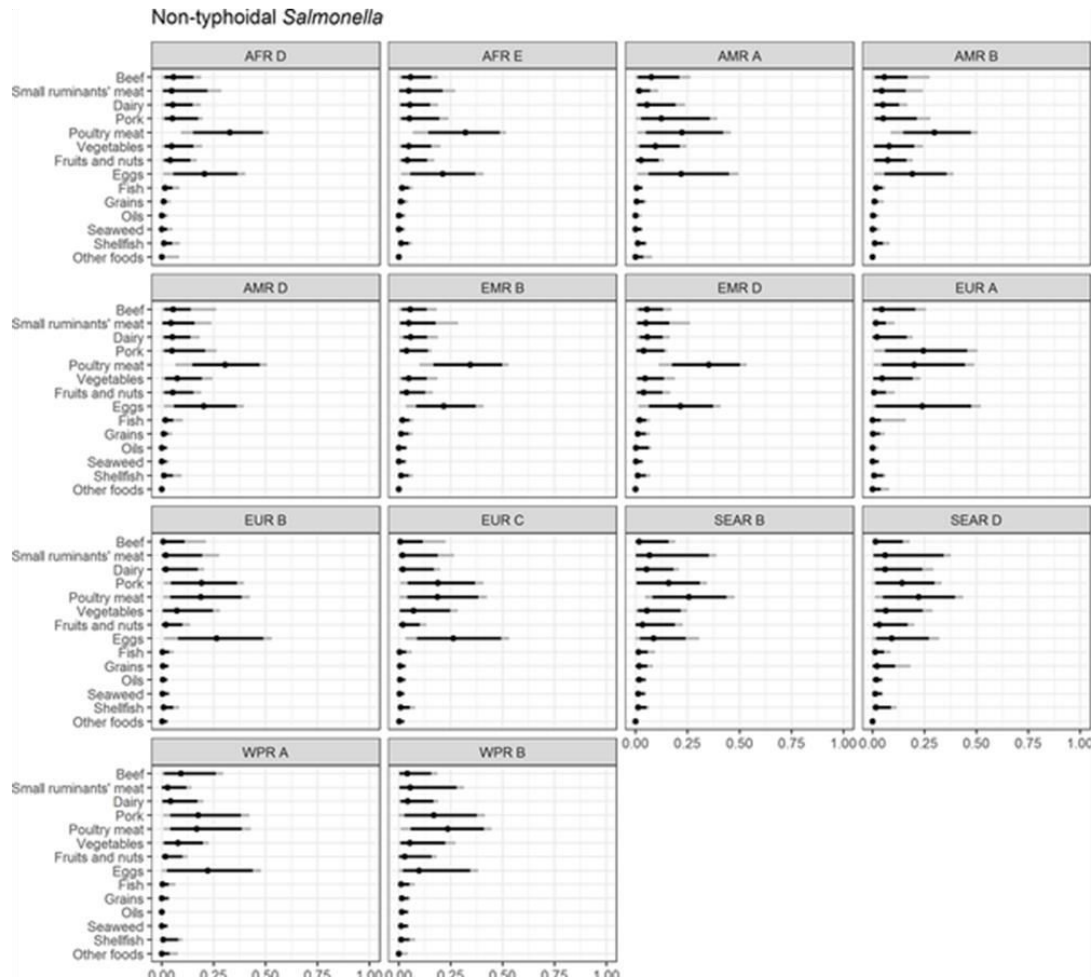 Non-typhoidal Salmonella
AFR D AFR E AMR A AMR B
Beef
Small ruminants' meat
Dairy
Pork
Poultry meat
Vegetables
Fruits and nuts
Eggs
Fish
Grains
Oils
Seaweed
Shellfish
Other foods
AMR D EMR B EMR D EUR A
Beef
Small ruminants' meat
Dairy
Pork
Poultry meat
Vegetables
Fruits and nuts
Eggs
Fish
Grains
Oils
Seaweed
Shellfish
Other foods
EUR B EUR C SEAR B SEAR D
Beef
Small ruminants' meat
Dairy
Pork
Poultry meat
Vegetables
Fruits and nuts
Eggs
Fish
Grains
Oils
Seaweed
Shellfish
Other foods
0.00 0.25 0.50 0.75 1.00 0.00 0.25 0.50 0.75 1.00
WPR A WPR B
Beef
Small ruminants' meat
Dairy
Pork
Poultry meat
Vegetables
Fruits and nuts
Eggs
Fish
Grains
Oils
Seaweed
Shellfish
Other foods
0.00 0.25 0.50 0.75 1.00 0.00 0.25 0.50 0.75 1.00